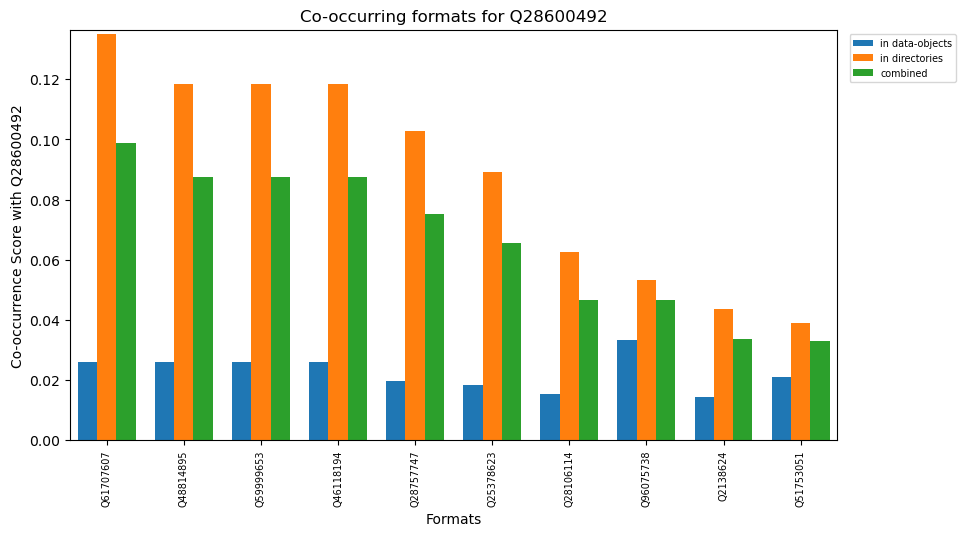 Co-occurring formats for Q28600492
in data-objects
in directories
combined
Co-occurrence Score with Q28600492
0.12
0.10
0.08
0.06
0.04
0.02
0.00
Q61707607
Q48814895
Q59999653
Q46118194
Q28757747
Q25378623
Q28106114
Q96075738
Q2138624
Q51753051
Formats